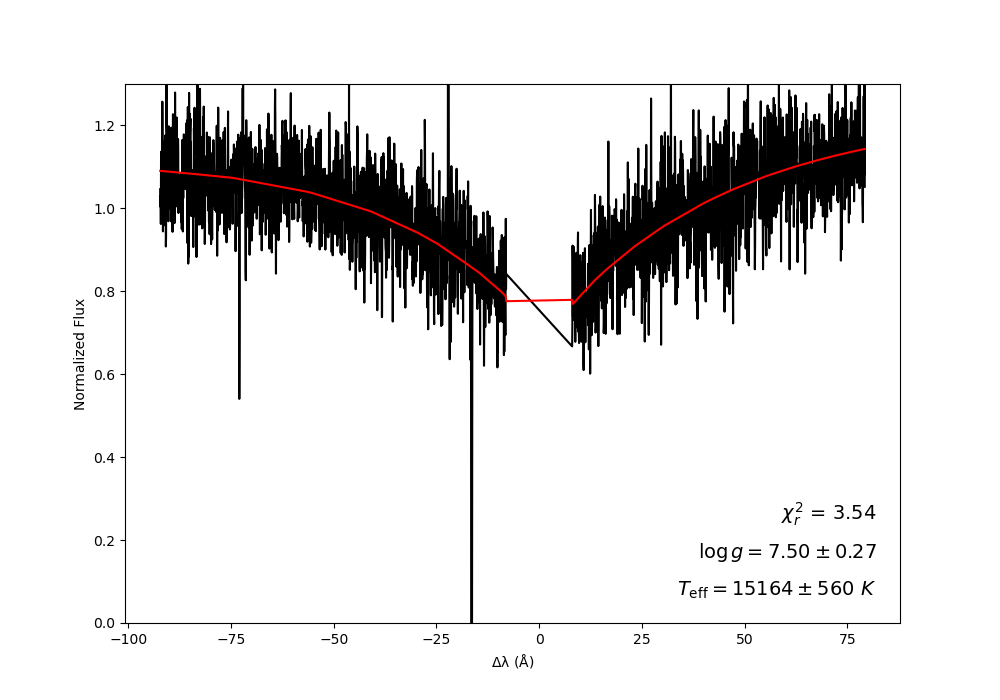 1.2
1.0
0.8
0.6
0.4
0.2
0.0
Normalized Flux
χ²ᵣ = 3.54
log g = 7.50 ± 0.27
T_eff = 15164 ± 560 K
−100 −75 −50 −25 0 25 50 75
Δλ (Å)